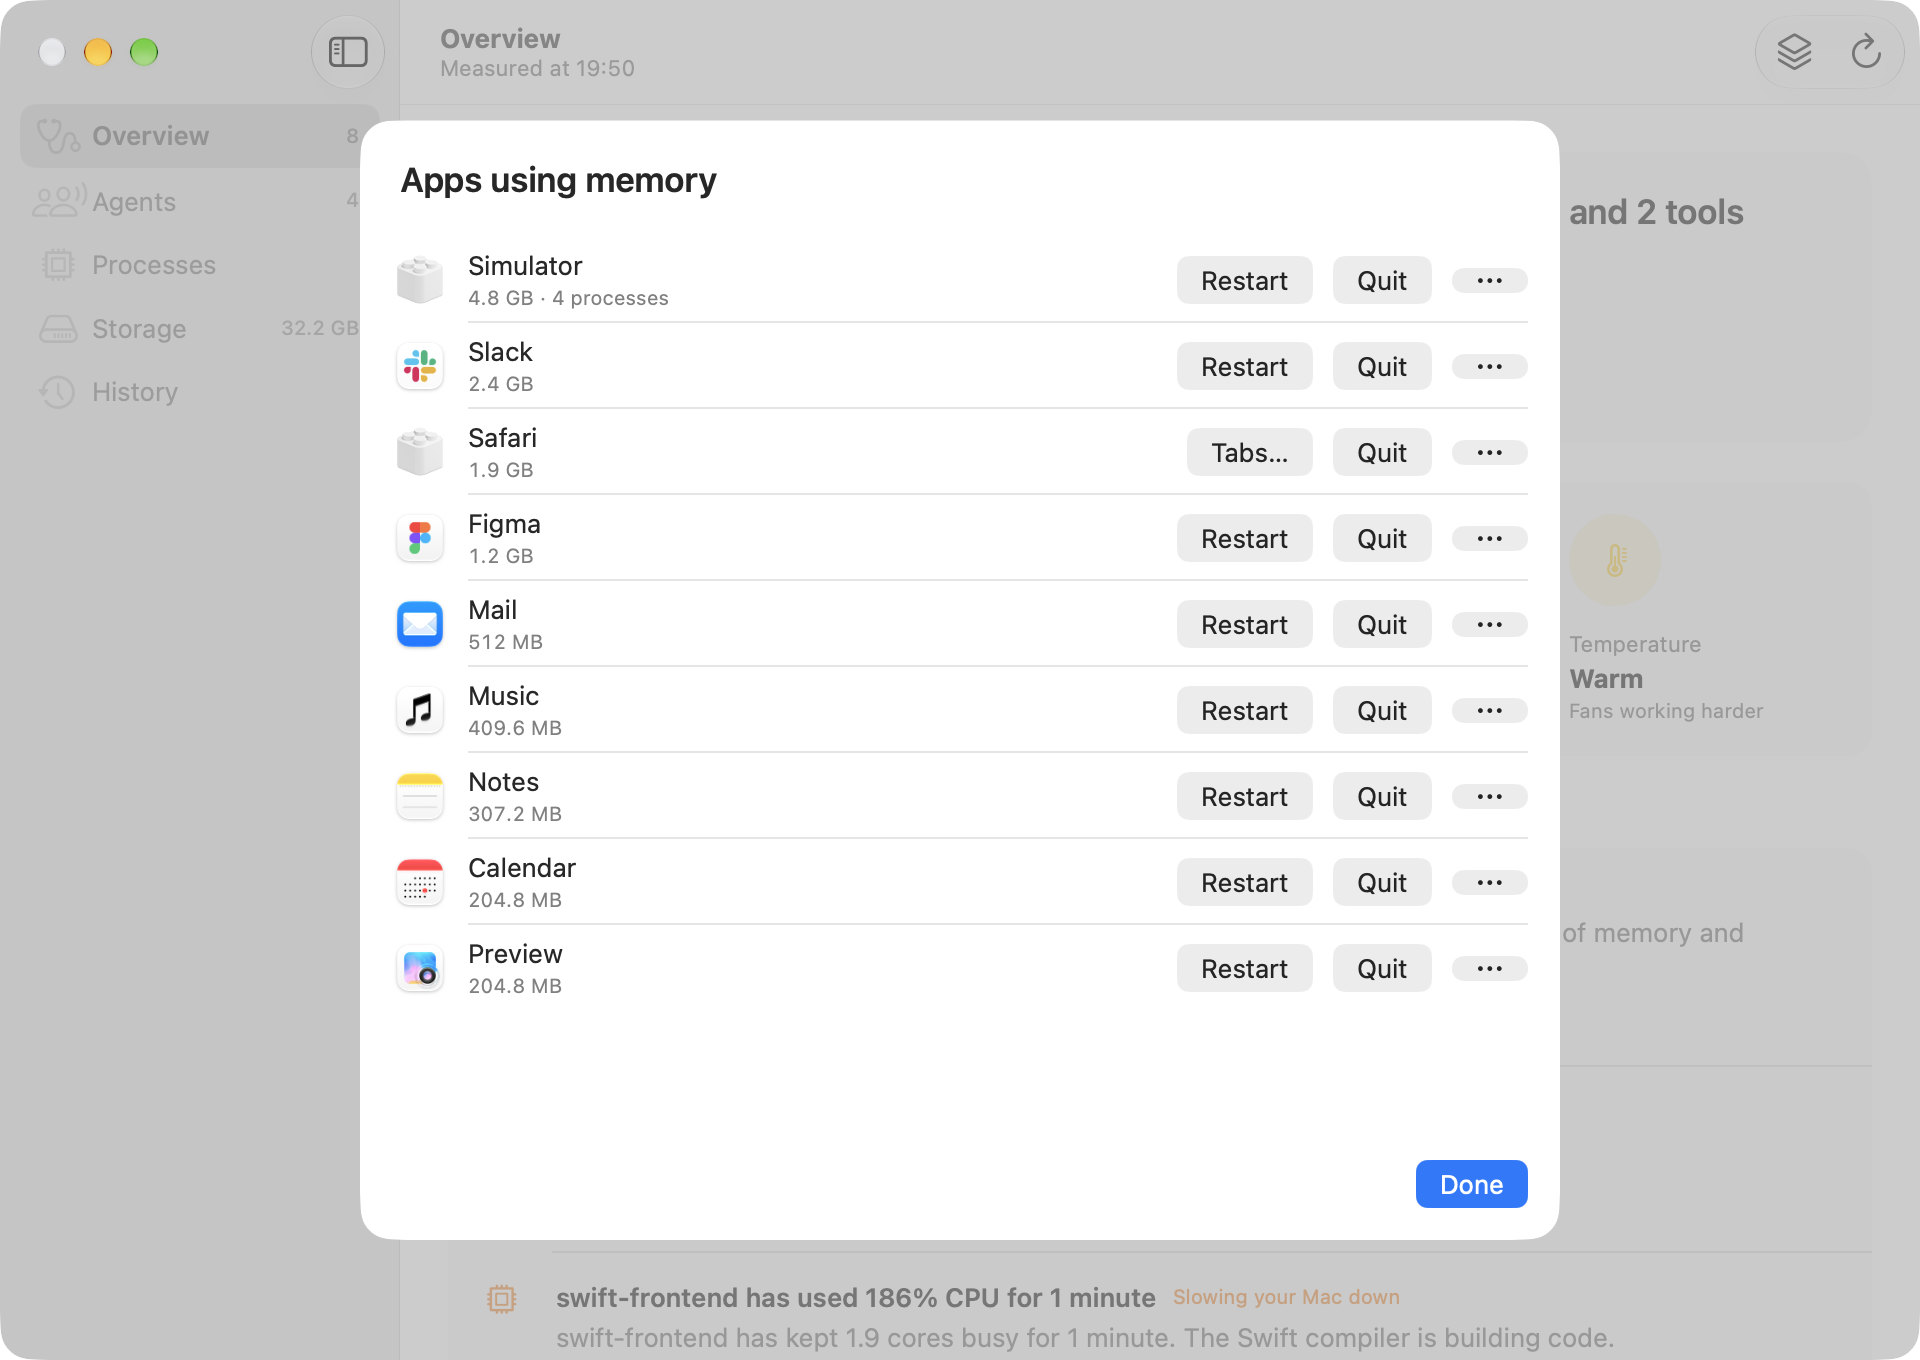 Overview
Measured at 19:50
Overview 8
Agents 4
Processes
Storage 32.2 GB
History
and 2 tools
Apps using memory
Simulator
4.8 GB · 4 processes
Restart Quit ...
Slack
2.4 GB
Restart Quit ...
Safari
1.9 GB
Tabs... Quit ...
Figma
1.2 GB
Restart Quit ...
Mail
512 MB
Restart Quit ...
Music
409.6 MB
Restart Quit ...
Notes
307.2 MB
Restart Quit ...
Calendar
204.8 MB
Restart Quit ...
Preview
204.8 MB
Restart Quit ...
Done
Temperature
Warm
Fans working harder
of memory and
swift-frontend has used 186% CPU for 1 minute Slowing your Mac down
swift-frontend has kept 1.9 cores busy for 1 minute. The Swift compiler is building code.